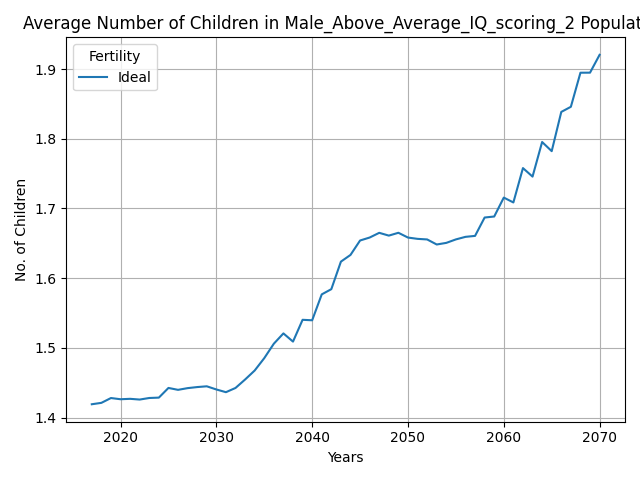 Average Number of Children in Male_Above_Average_IQ_scoring_2 Populat
Fertility
Ideal
1.9
1.8
1.7
1.6
1.5
1.4
No. of Children
2020 2030 2040 2050 2060 2070
Years